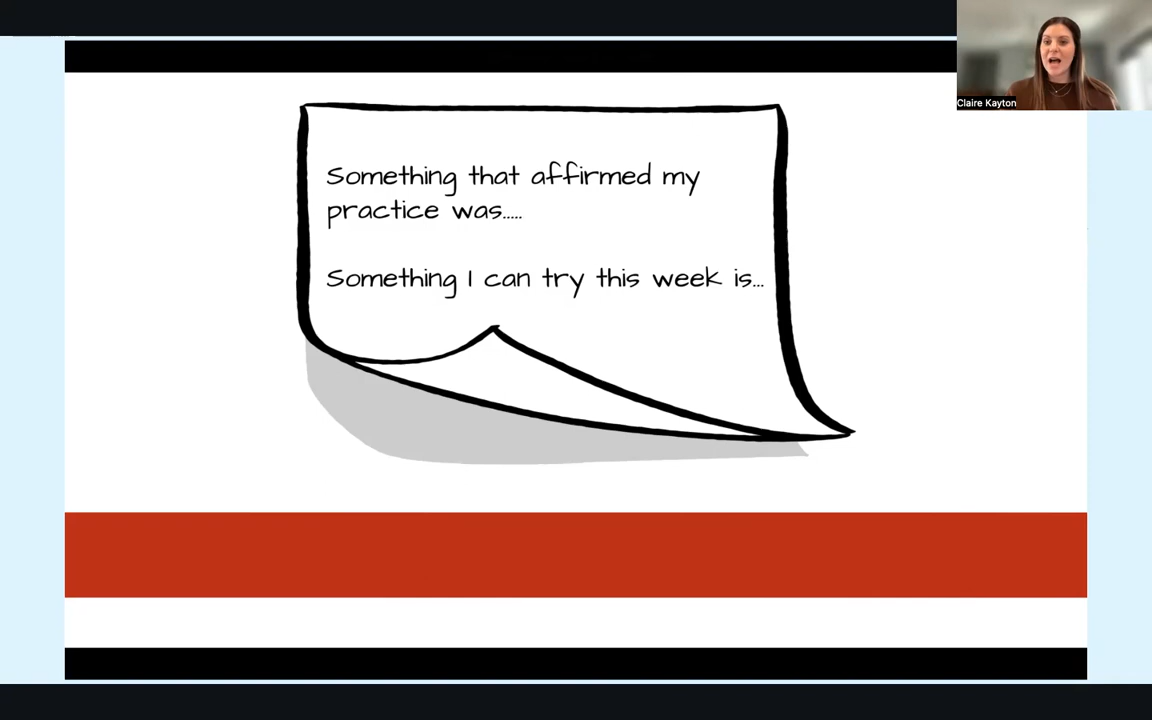 Claire Kayton
Something that affirmed my
practice was.....
Something I can try this week is...